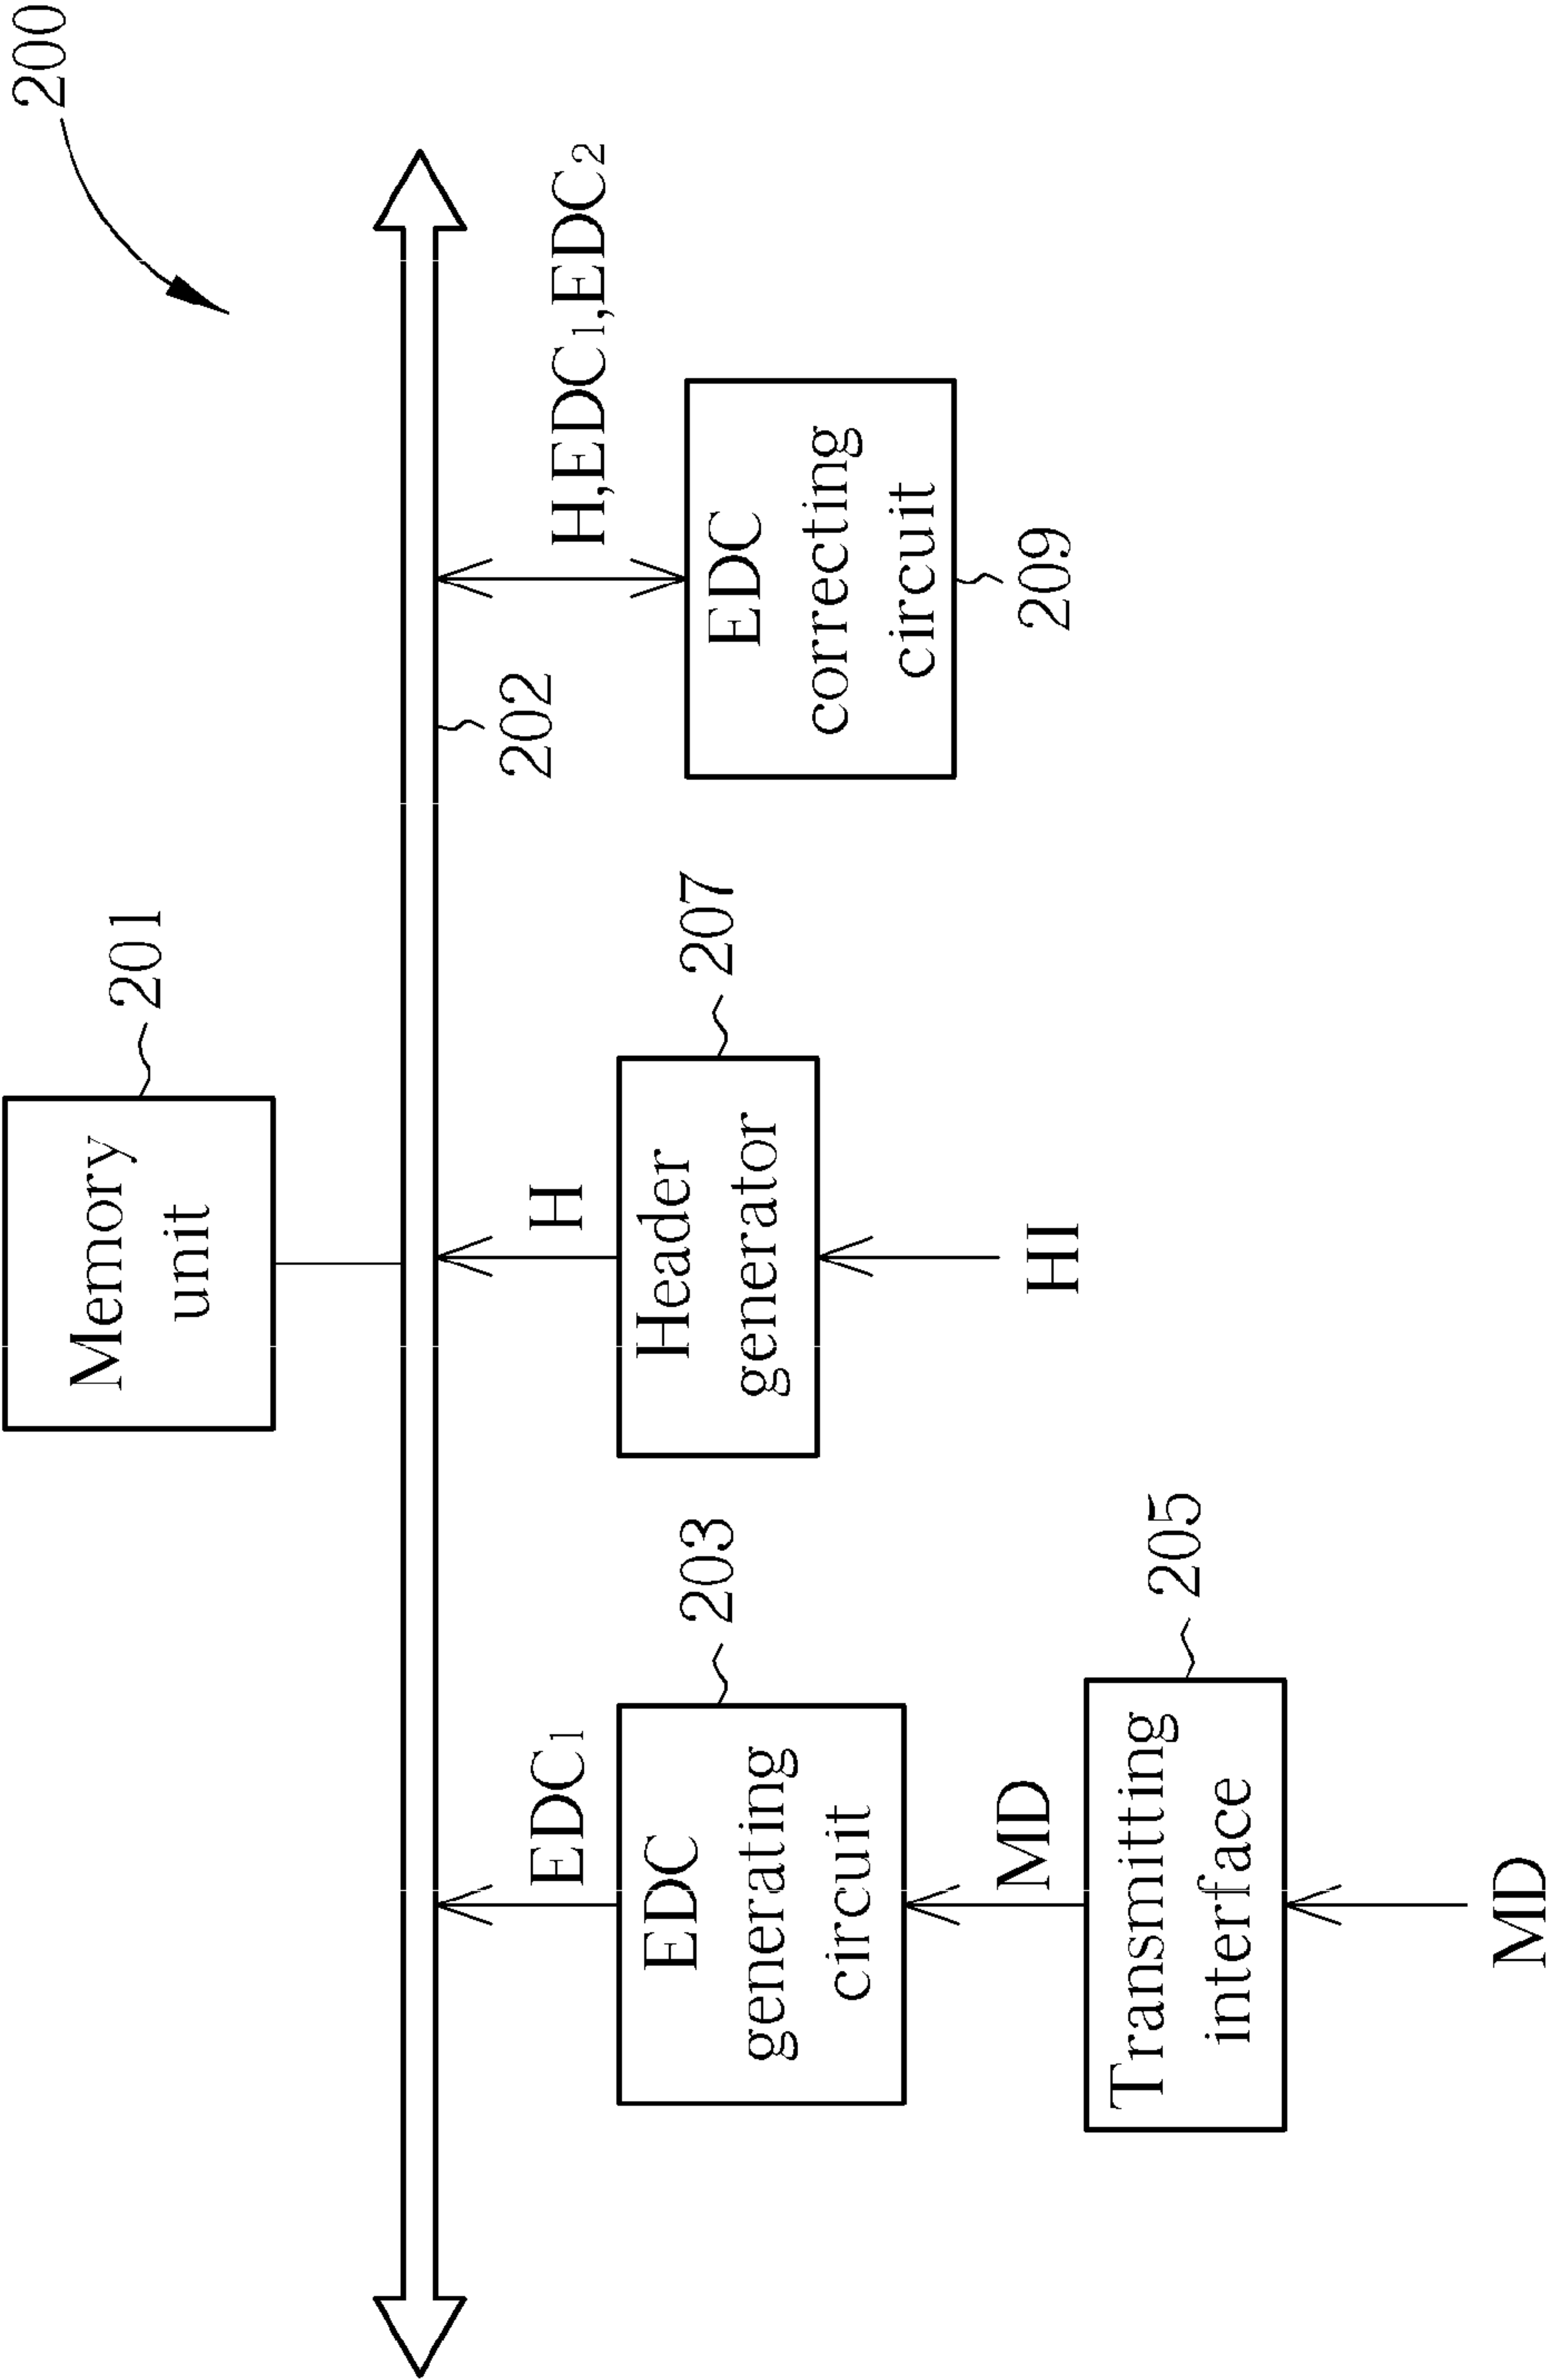 200
Memory
unit
201
202
EDC₁
H
H,EDC₁,EDC₂
EDC
generating
circuit
203
Header
generator
207
EDC
correcting
circuit
209
MD
HI
Transmitting
interface
205
MD